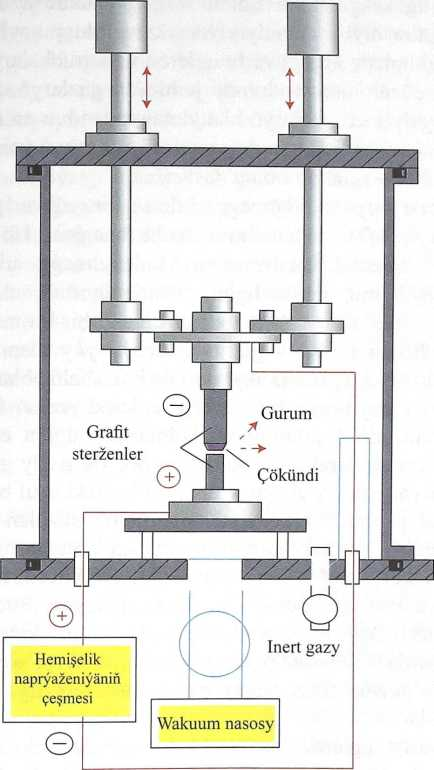 Grafit
sterženler
Gurum
Çökündi
Inert gazy
Hemişelik
naprýaženiýäniň
çeşmesi
Wakuum nasosy